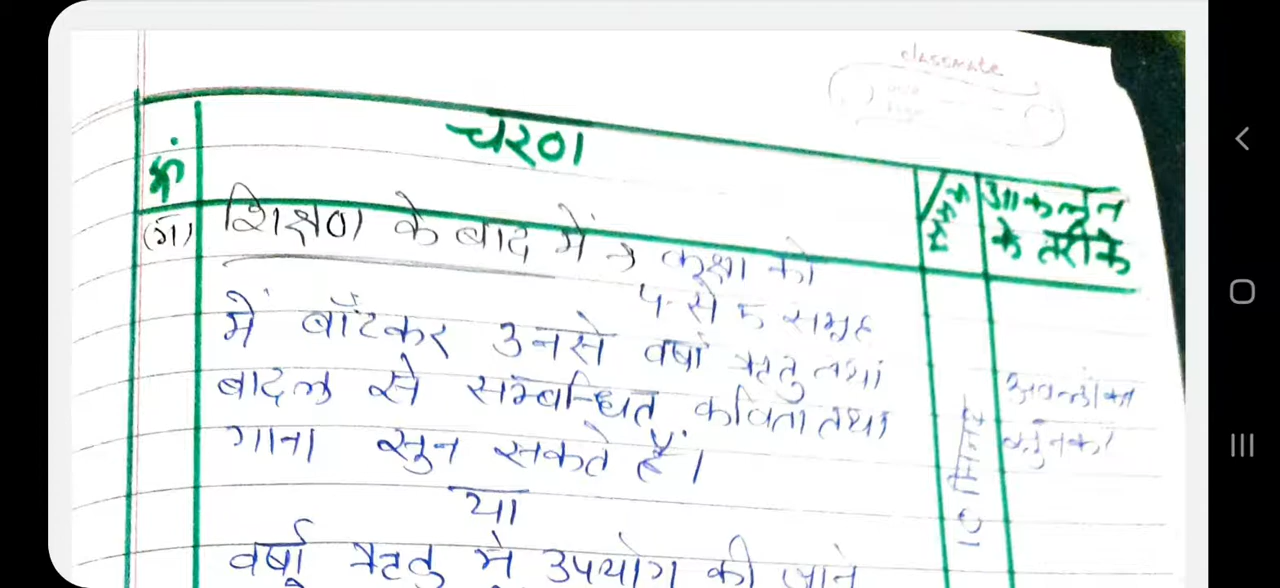 classmate
क्रं
चरण
समय
आकलन
के तरीके
(ग)
शिक्षण के बाद में → कक्षा को
4 से 5 समूह
में बाँटकर उनसे वर्षा ऋतु तथा
बादल से सम्बन्धित कविता तथा
गाना सुन सकते हैं।
या
वर्षा ऋतु में उपयोग की जाने
10 मिनट
अवलोकन